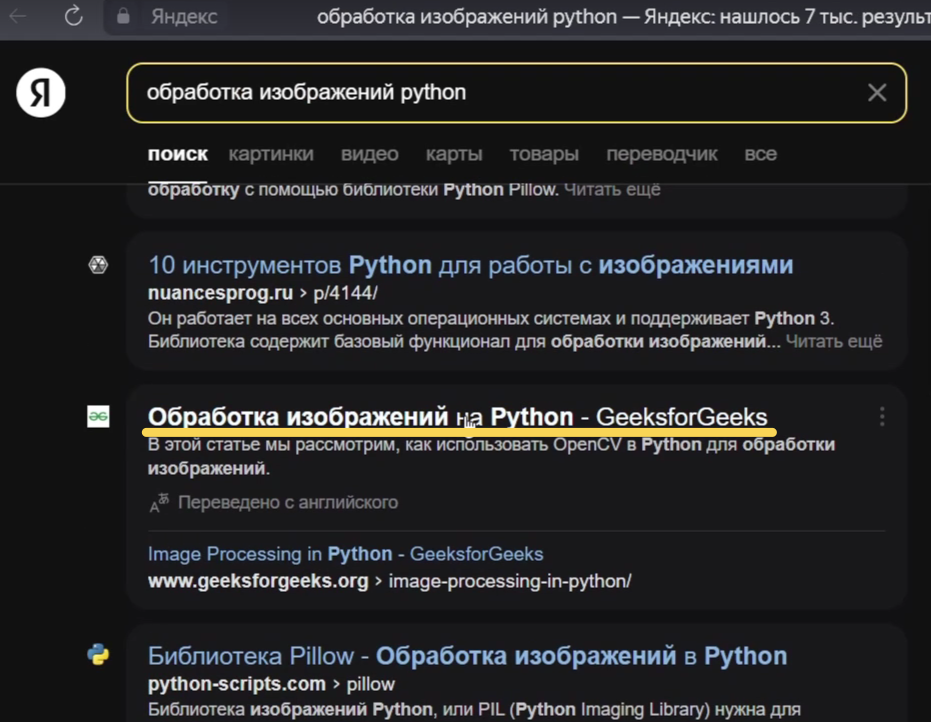 Яндекс
обработка изображений python — Яндекс: нашлось 7 тыс. результ
Я
обработка изображений python
поиск картинки видео карты товары переводчик все
обработку с помощью библиотеки Python Pillow. Читать ещё
10 инструментов Python для работы с изображениями
nuancesprog.ru › p/4144/
Он работает на всех основных операционных системах и поддерживает Python 3.
Библиотека содержит базовый функционал для обработки изображений... Читать ещё
Обработка изображений на Python - GeeksforGeeks
В этой статье мы рассмотрим, как использовать OpenCV в Python для обработки
изображений.
Переведено с английского
Image Processing in Python - GeeksforGeeks
www.geeksforgeeks.org › image-processing-in-python/
Библиотека Pillow - Обработка изображений в Python
python-scripts.com › pillow
Библиотека изображений Python, или PIL (Python Imaging Library) нужна для